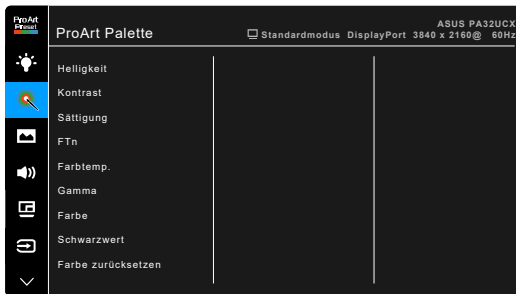 ProArt
Preset
ProArt Palette
ASUS PA32UCX
Standardmodus DisplayPort 3840 x 2160@ 60Hz
Helligkeit
Kontrast
Sättigung
FTn
Farbtemp.
Gamma
Farbe
Schwarzwert
Farbe zurücksetzen